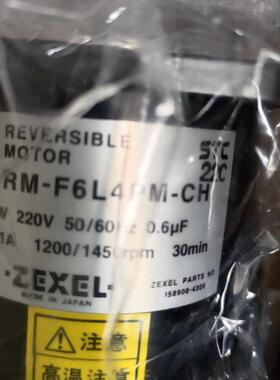 REVERSIBLE
MOTOR
RM-F6L4PM-CH
W 220V 50/60Hz 0.6μF
1A 1200/1450rpm 30min
-ZEXEL-
MADE IN JAPAN
ZEXEL PARTS NO
158908-4300
⚠注意
高温注意